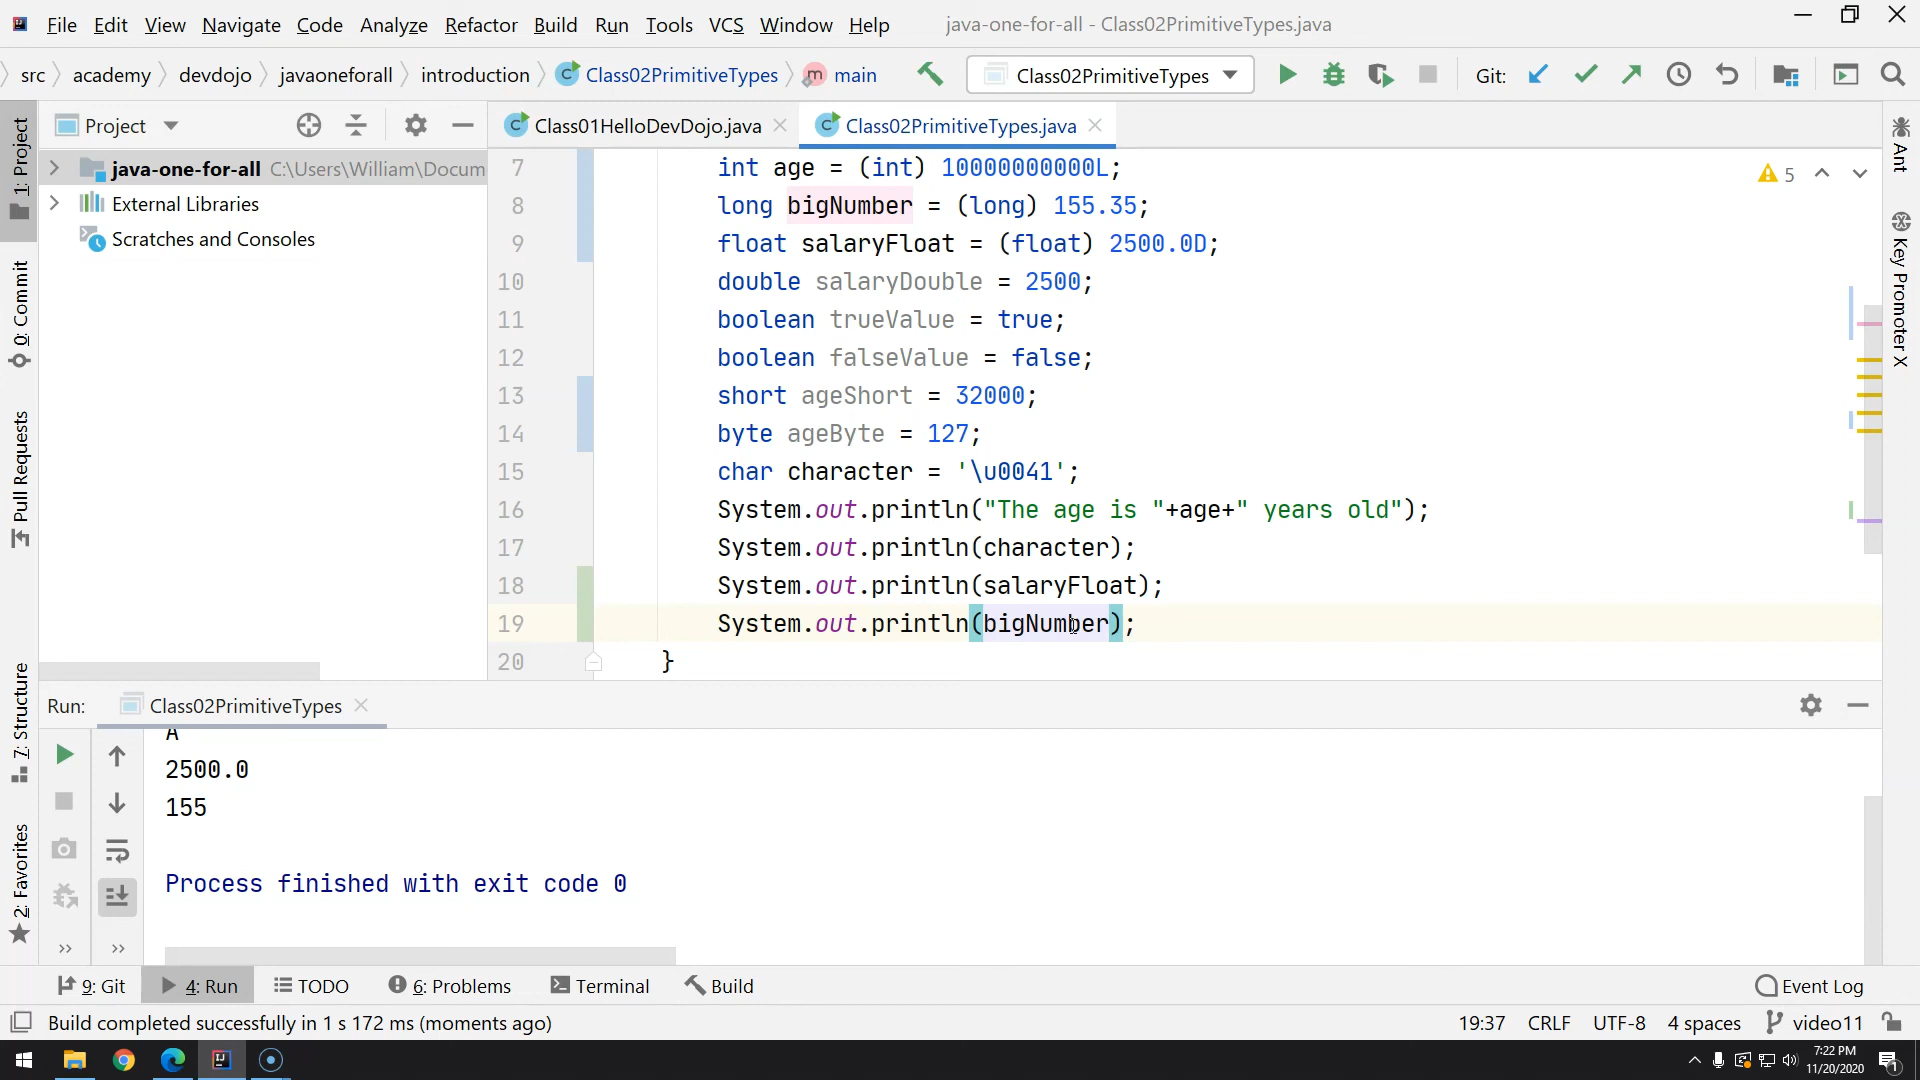 File Edit View Navigate Code Analyze Refactor Build Run Tools VCS Window Help java-one-for-all - Class02PrimitiveTypes.java
src academy devdojo javaoneforall introduction Class02PrimitiveTypes main Class02PrimitiveTypes Git:
Project
Class01HelloDevDojo.java Class02PrimitiveTypes.java
java-one-for-all C:\Users\William\Docum
External Libraries
Scratches and Consoles
1: Project
0: Commit
Pull Requests
7: Structure
2: Favorites
7 int age = (int) 10000000000L;
8 long bigNumber = (long) 155.35;
9 float salaryFloat = (float) 2500.0D;
10 double salaryDouble = 2500;
11 boolean trueValue = true;
12 boolean falseValue = false;
13 short ageShort = 32000;
14 byte ageByte = 127;
15 char character = '\u0041';
16 System.out.println("The age is "+age+" years old");
17 System.out.println(character);
18 System.out.println(salaryFloat);
19 System.out.println(bigNumber);
20 }
5
Ant
Key Promoter X
Run: Class02PrimitiveTypes
A
2500.0
155
Process finished with exit code 0
9: Git 4: Run TODO 6: Problems Terminal Build Event Log
Build completed successfully in 1 s 172 ms (moments ago) 19:37 CRLF UTF-8 4 spaces video11
7:22 PM
11/20/2020
1